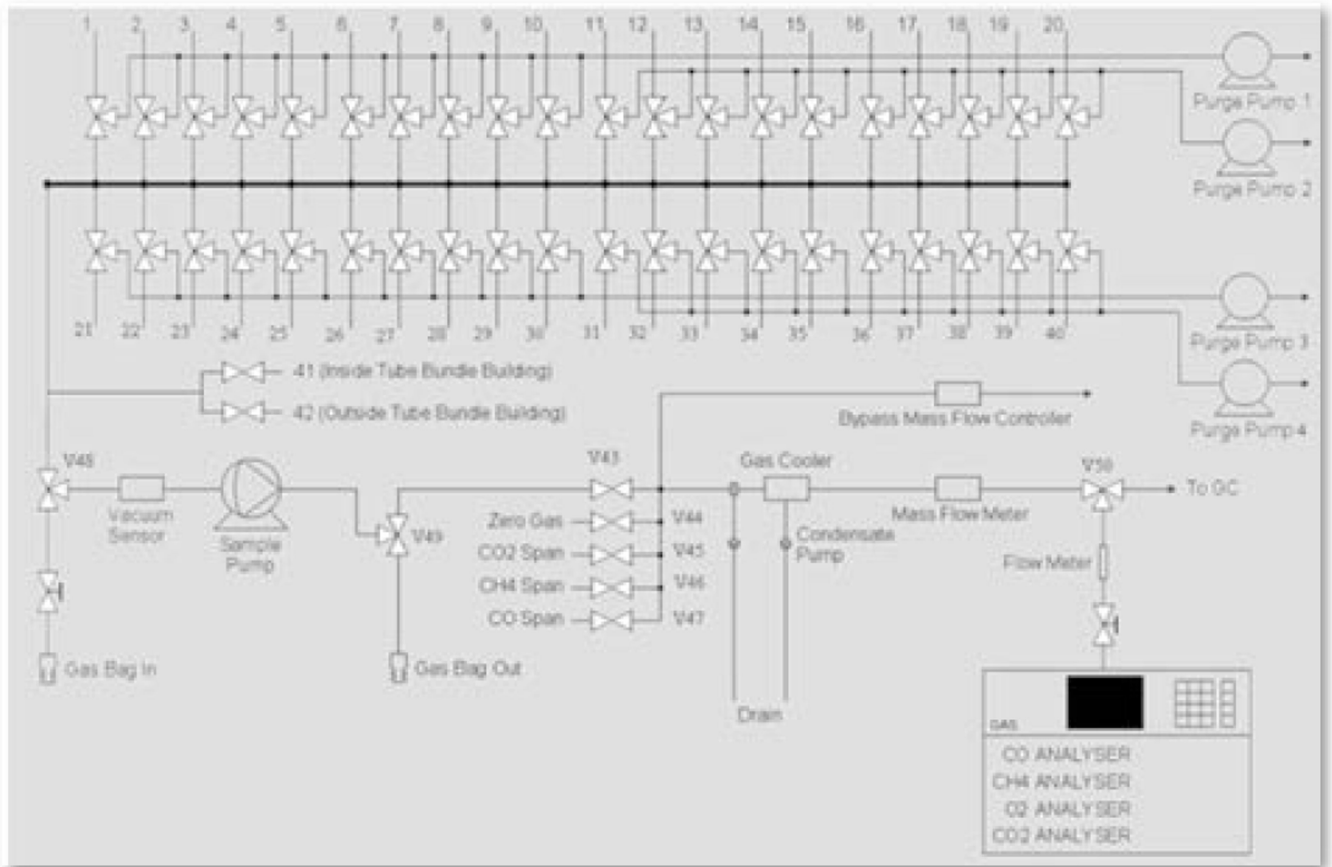 1 2 3 4 5 6 7 8 9 10 11 12 13 14 15 16 17 18 19 20
Purge Pump 1
Purge Pump 2
21 22 23 24 25 26 27 28 29 30 31 32 33 34 35 36 37 38 39 40
Purge Pump 3
41 (Inside Tube Bundle Building)
42 (Outside Tube Bundle Building)
Bypass Mass Flow Controller
Purge Pump 4
V48
V43
Gas Cooler
V50
To GC
Vacuum
Sensor
Sample
Pump
V49
Zero Gas
V44
Mass Flow Meter
Condensate
Pump
CO2 Span
V45
Flow Meter
CH4 Span
V46
CO Span
V47
Gas Bag In
Gas Bag Out
Drain
GAS
CO ANALYSER
CH4 ANALYSER
O2 ANALYSER
CO2 ANALYSER